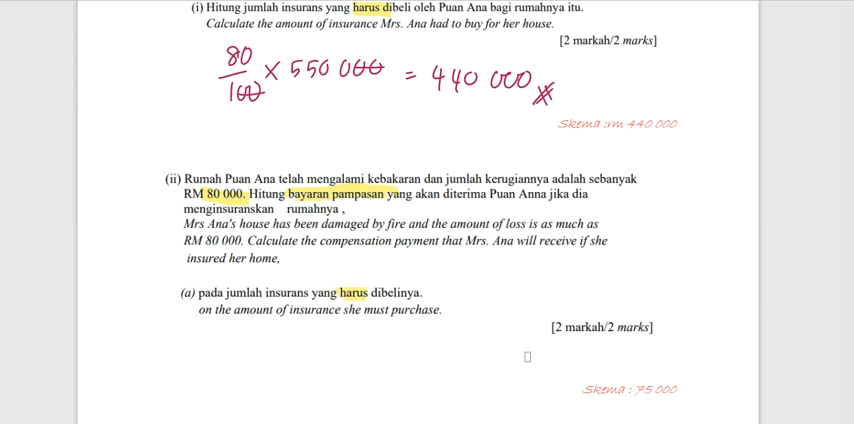 (i) Hitung jumlah insurans yang harus dibeli oleh Puan Ana bagi rumahnya itu.
Calculate the amount of insurance Mrs. Ana had to buy for her house.
[2 markah/2 marks]
80/100 × 550 000 = 440 000
Skema :rm 440 000
(ii) Rumah Puan Ana telah mengalami kebakaran dan jumlah kerugiannya adalah sebanyak
RM 80 000. Hitung bayaran pampasan yang akan diterima Puan Anna jika dia
menginsuranskan rumahnya ,
Mrs Ana's house has been damaged by fire and the amount of loss is as much as
RM 80 000. Calculate the compensation payment that Mrs. Ana will receive if she
insured her home,
(a) pada jumlah insurans yang harus dibelinya.
on the amount of insurance she must purchase.
[2 markah/2 marks]
Skema : 75 000